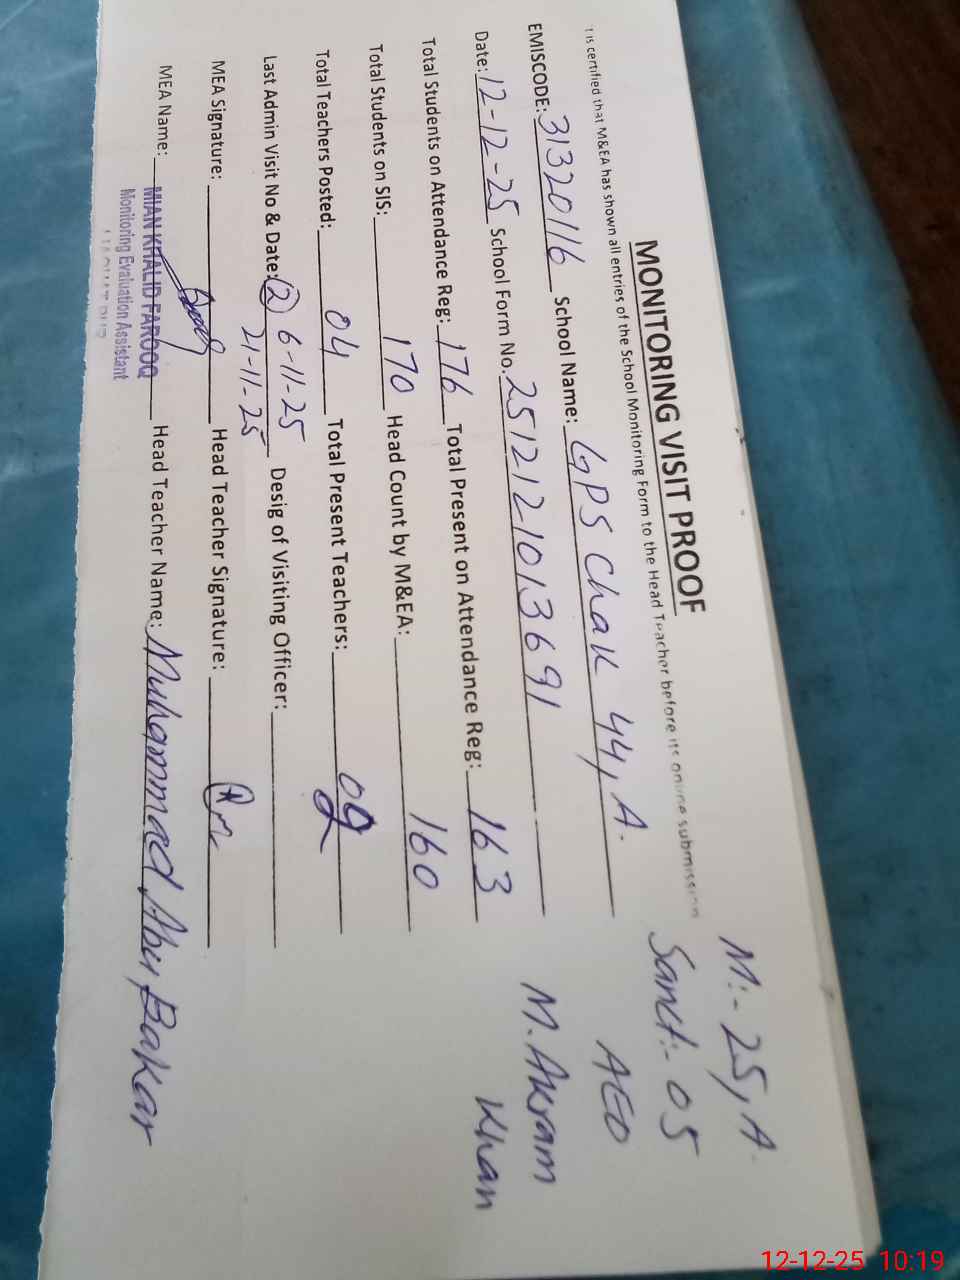 M:- 25, A.
Sanct:- 05
MONITORING VISIT PROOF
t is certified that M&EA has shown all entries of the School Monitoring Form to the Head Teacher before its online submission
EMISCODE: 31320116 School Name: GPS Chak 44, A. AEO
Date: 12-12-25 School Form No. 2512121013691 M. Akram
Total Students on Attendance Reg: 176 Total Present on Attendance Reg: 163 Khan
Total Students on SIS: 170 Head Count by M&EA: 160
Total Teachers Posted: 04 Total Present Teachers:
Last Admin Visit No & Date: (2) 6-11-25 Desig of Visiting Officer:
21-11-25
MEA Signature: Head Teacher Signature:
MEA Name: MIAN KHALID FAROOQ Head Teacher Name: Muhammad Abu Bakar
Monitoring Evaluation Assistant
12-12-25 10:19